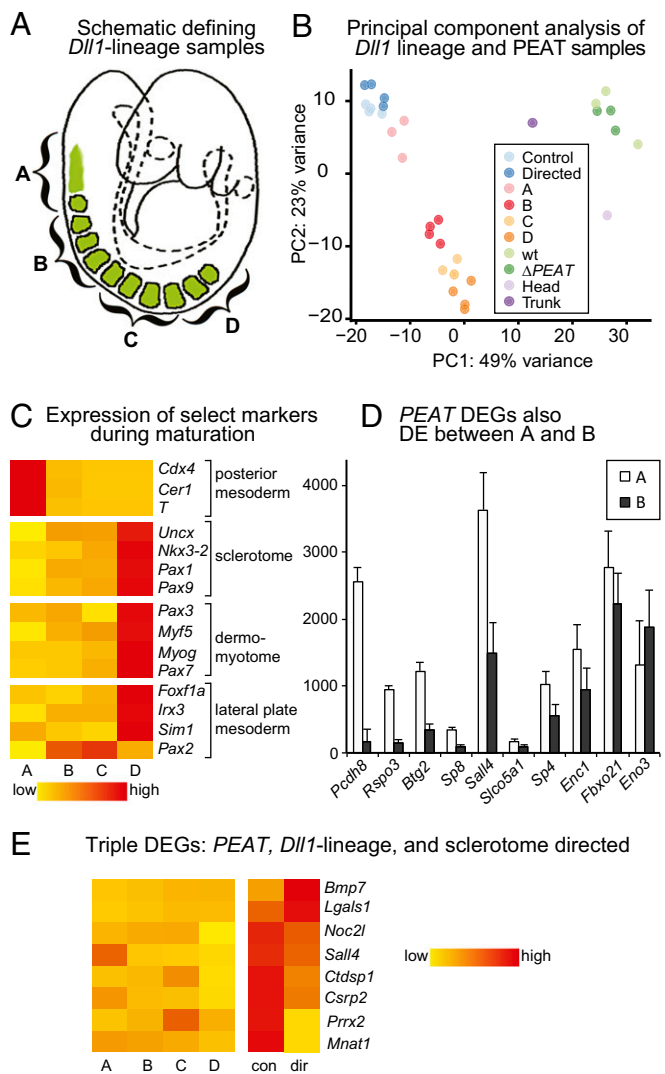 A
Schematic defining
Dll1-lineage samples
A
B
C
D
B
Principal component analysis of
Dll1 lineage and PEAT samples
10
0
−10
−20
−20
−10
0
10
20
30
PC2: 23% variance
PC1: 49% variance
Control
Directed
A
B
C
D
wt
ΔPEAT
Head
Trunk
C
Expression of select markers
during maturation
Cdx4
Cer1
T
posterior
mesoderm
Uncx
Nkx3-2
Pax1
Pax9
sclerotome
Pax3
Myf5
Myog
Pax7
dermo-
myotome
Foxf1a
Irx3
Sim1
Pax2
lateral plate
mesoderm
A B C D
low high
D
PEAT DEGs also
DE between A and B
A
B
4000
3000
2000
1000
0
Pcdh8
Rspo3
Btg2
Sp8
Sall4
Slco5a1
Sp4
Enc1
Fbxo21
Eno3
E
Triple DEGs: PEAT, Dll1-lineage, and sclerotome directed
Bmp7
Lgals1
Noc2l
Sall4
Ctdsp1
Csrp2
Prrx2
Mnat1
A B C D con dir
low high